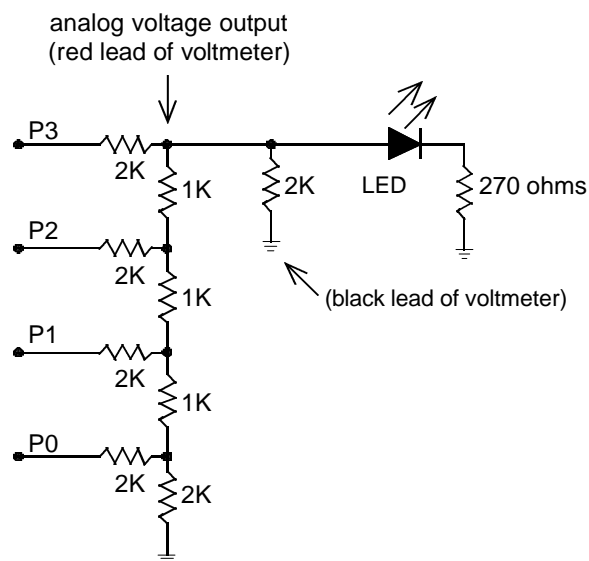 analog voltage output
(red lead of voltmeter)
P3
2K
1K
2K
LED
270 ohms
P2
2K
1K
(black lead of voltmeter)
P1
2K
1K
P0
2K
2K